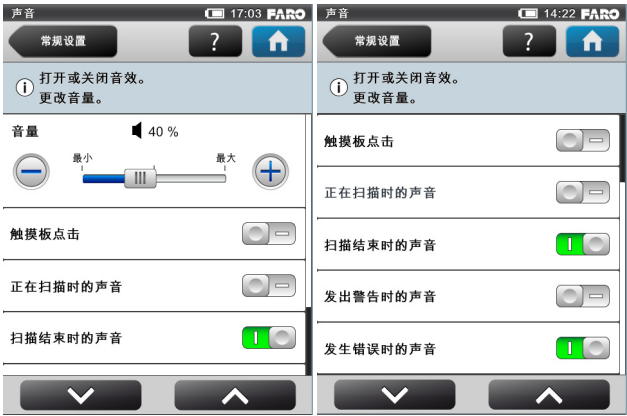 声音 17:03 FARO
常规设置 ?
打开或关闭音效。
更改音量。
音量 40 %
最小 最大
触摸板点击
正在扫描时的声音
扫描结束时的声音
声音 14:22 FARO
常规设置 ?
打开或关闭音效。
更改音量。
触摸板点击
正在扫描时的声音
扫描结束时的声音
发出警告时的声音
发生错误时的声音